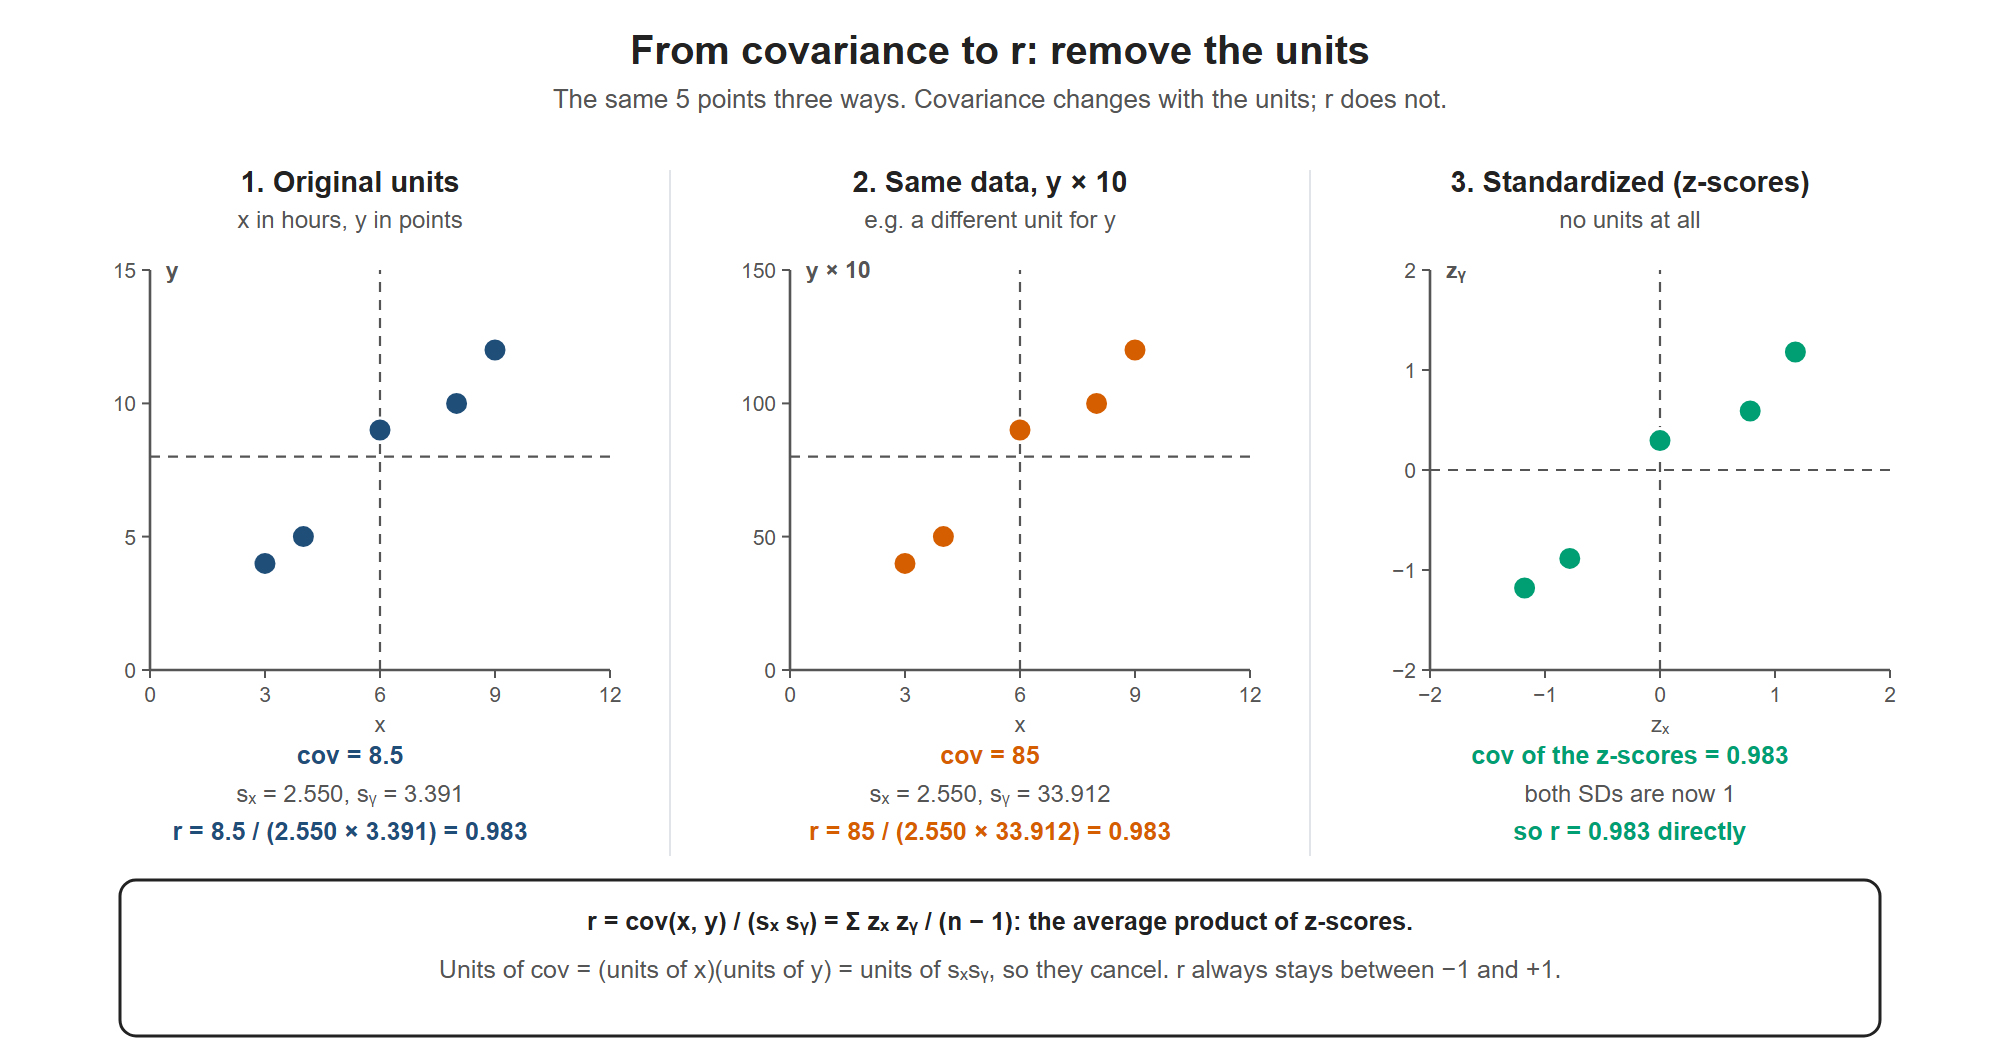 From covariance to r: remove the units
The same 5 points three ways. Covariance changes with the units; r does not.
1. Original units
x in hours, y in points
15
y
10
5
0
0 3 6 9 12
x
cov = 8.5
sₓ = 2.550, sᵧ = 3.391
r = 8.5 / (2.550 × 3.391) = 0.983
2. Same data, y × 10
e.g. a different unit for y
150
y × 10
100
50
0
0 3 6 9 12
x
cov = 85
sₓ = 2.550, sᵧ = 33.912
r = 85 / (2.550 × 33.912) = 0.983
3. Standardized (z-scores)
no units at all
2
zᵧ
1
0
−1
−2
−2 −1 0 1 2
zₓ
cov of the z-scores = 0.983
both SDs are now 1
so r = 0.983 directly
r = cov(x, y) / (sₓ sᵧ) = Σ zₓ zᵧ / (n − 1): the average product of z-scores.
Units of cov = (units of x)(units of y) = units of sₓsᵧ, so they cancel. r always stays between −1 and +1.